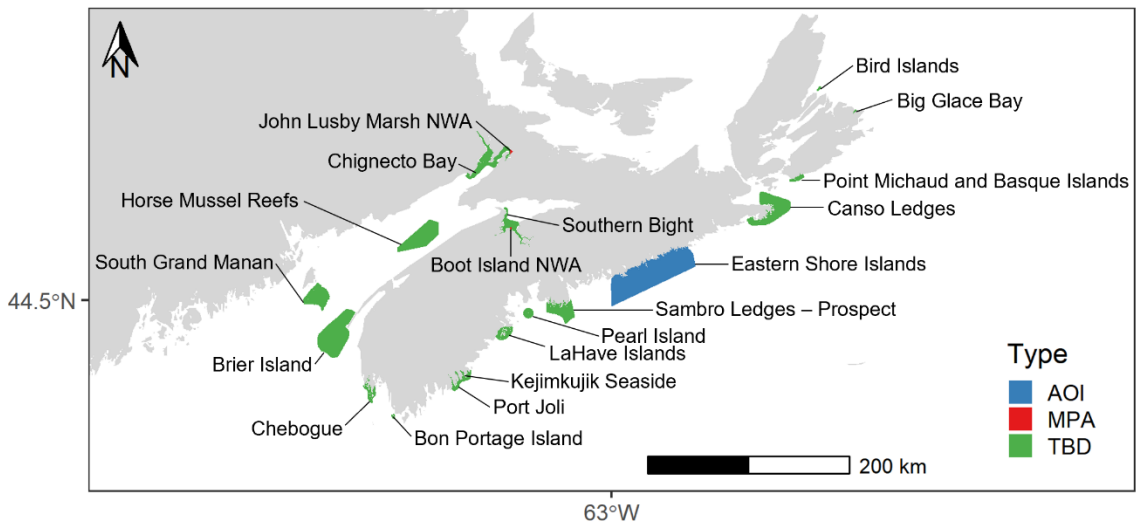 N
Bird Islands
Big Glace Bay
John Lusby Marsh NWA
Chignecto Bay
Point Michaud and Basque Islands
Horse Mussel Reefs
Canso Ledges
Southern Bight
South Grand Manan
Boot Island NWA
Eastern Shore Islands
44.5°N
Sambro Ledges – Prospect
Pearl Island
LaHave Islands
Brier Island
Kejimkujik Seaside
Port Joli
Chebogue
Bon Portage Island
Type
AOI
MPA
TBD
200 km
63°W